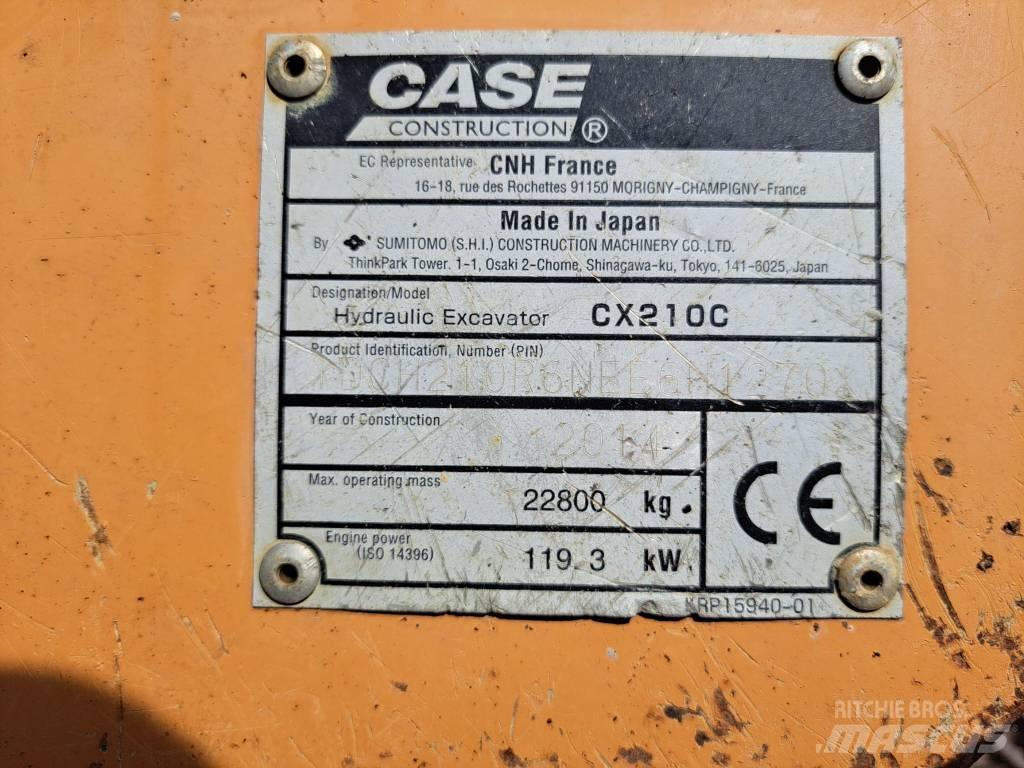 CASE
CONSTRUCTION ®
EC Representative CNH France
16-18, rue des Rochettes 91150 MORIGNY-CHAMPIGNY-France
Made In Japan
By SUMITOMO (S.H.I.) CONSTRUCTION MACHINERY CO.,LTD.
ThinkPark Tower. 1-1, Osaki 2-Chome, Shinagawa-ku, Tokyo, 141-6025, Japan
Designation/Model
Hydraulic Excavator CX210C
Product Identification, Number (PIN)
Year of Construction
2014
Max. operating mass
22800 kg.
Engine power
(ISO 14396) 119.3 kW
CE
KRP15940-01
RITCHIE BROS.
MASCUS